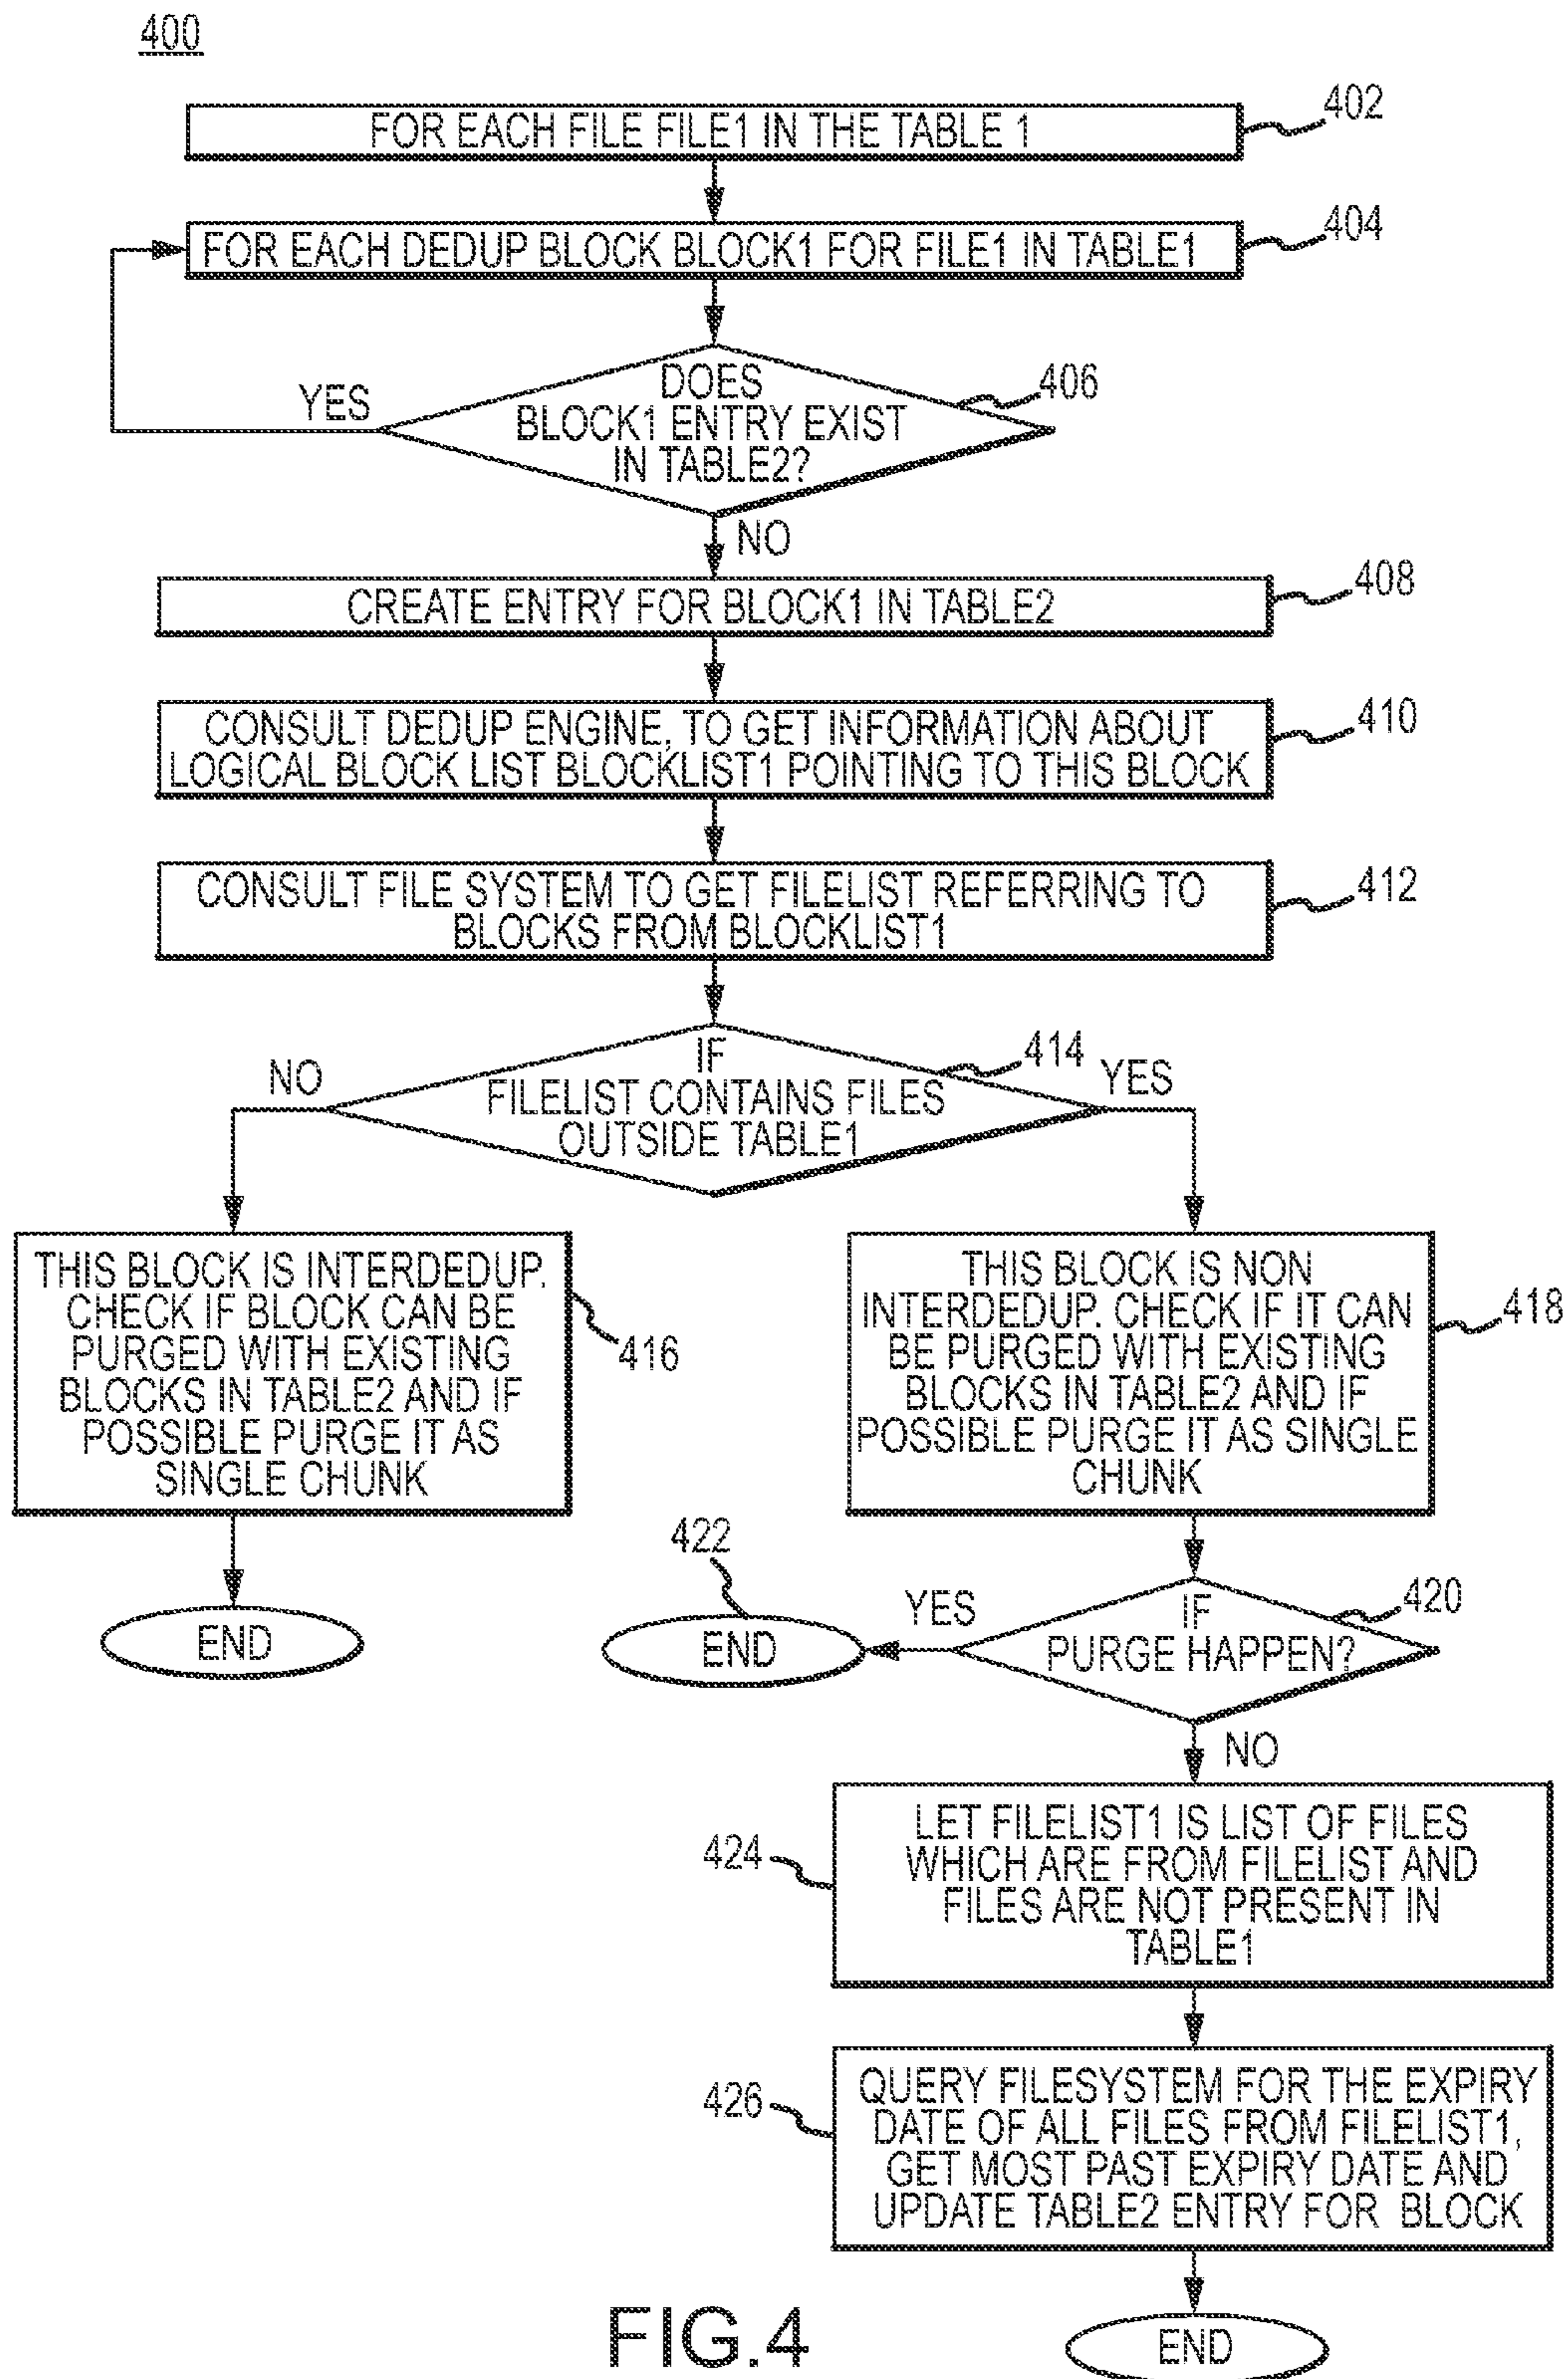 400
FOR EACH FILE FILE1 IN THE TABLE 1
402
FOR EACH DEDUP BLOCK BLOCK1 FOR FILE1 IN TABLE1
404
DOES
BLOCK1 ENTRY EXIST
IN TABLE2?
406
YES
NO
CREATE ENTRY FOR BLOCK1 IN TABLE2
408
CONSULT DEDUP ENGINE, TO GET INFORMATION ABOUT
LOGICAL BLOCK LIST BLOCKLIST1 POINTING TO THIS BLOCK
410
CONSULT FILE SYSTEM TO GET FILELIST REFERRING TO
BLOCKS FROM BLOCKLIST1
412
IF
FILELIST CONTAINS FILES
OUTSIDE TABLE1
414
NO
YES
THIS BLOCK IS INTERDEDUP.
CHECK IF BLOCK CAN BE
PURGED WITH EXISTING
BLOCKS IN TABLE2 AND IF
POSSIBLE PURGE IT AS
SINGLE CHUNK
416
END
THIS BLOCK IS NON
INTERDEDUP. CHECK IF IT CAN
BE PURGED WITH EXISTING
BLOCKS IN TABLE2 AND IF
POSSIBLE PURGE IT AS SINGLE
CHUNK
418
IF
PURGE HAPPEN?
420
YES
422
END
NO
LET FILELIST1 IS LIST OF FILES
WHICH ARE FROM FILELIST AND
FILES ARE NOT PRESENT IN
TABLE1
424
QUERY FILESYSTEM FOR THE EXPIRY
DATE OF ALL FILES FROM FILELIST1,
GET MOST PAST EXPIRY DATE AND
UPDATE TABLE2 ENTRY FOR BLOCK
426
END
FIG.4